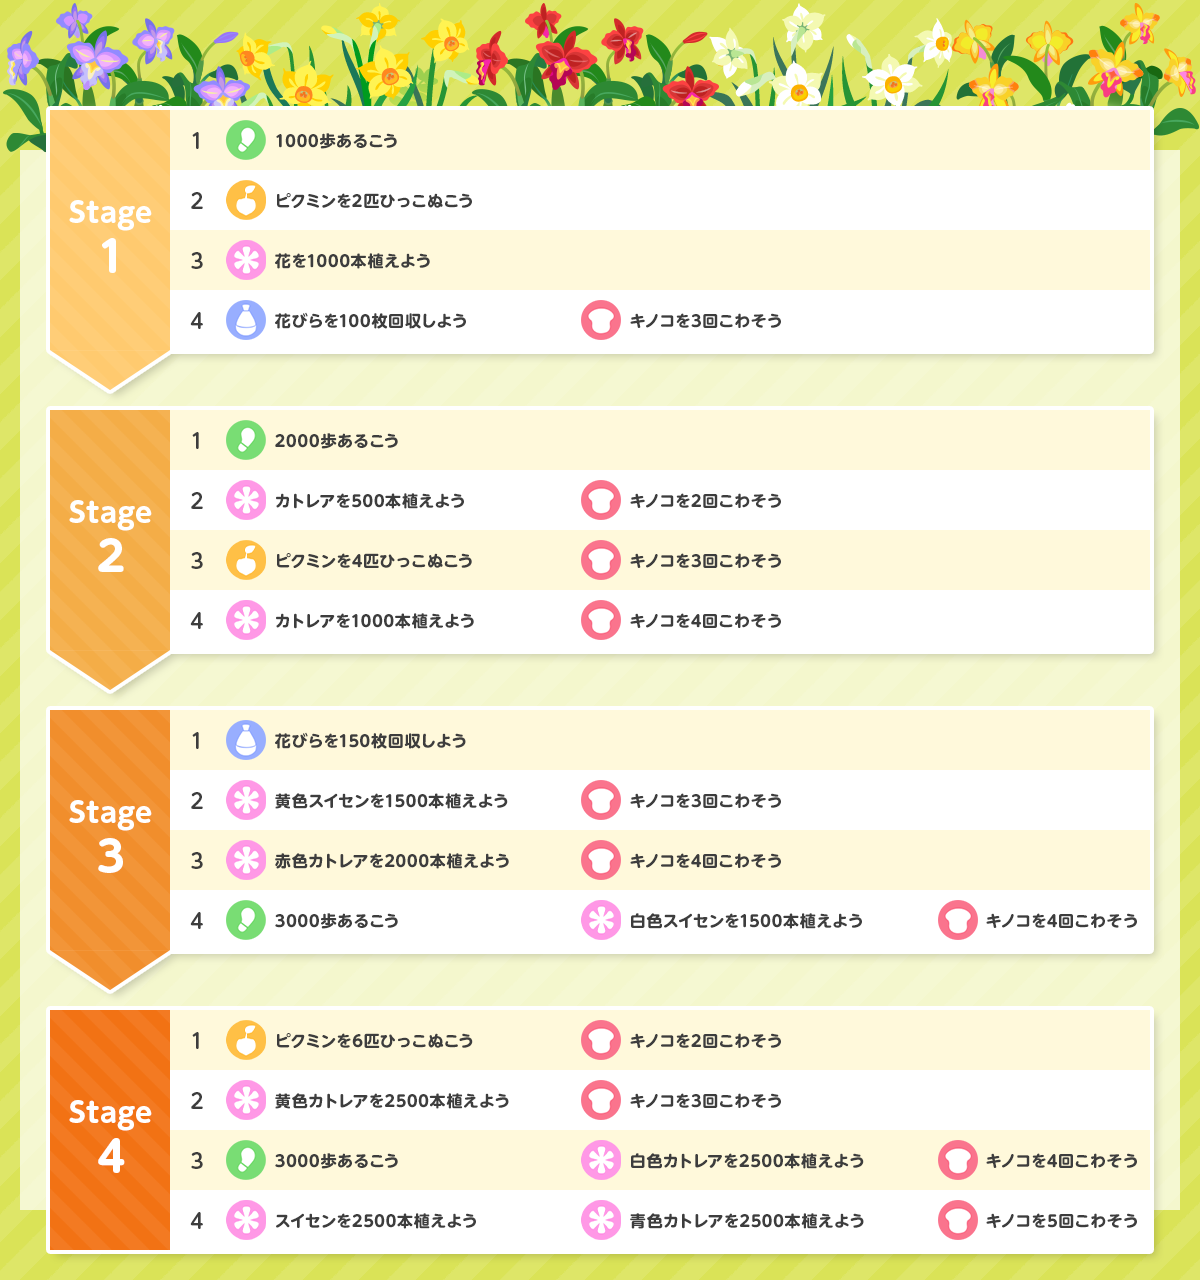 Stage
1
1 1000歩あるこう
2 ピクミンを2匹ひっこぬこう
3 花を1000本植えよう
4 花びらを100枚回収しよう キノコを3回こわそう
Stage
2
1 2000歩あるこう
2 カトレアを500本植えよう キノコを2回こわそう
3 ピクミンを4匹ひっこぬこう キノコを3回こわそう
4 カトレアを1000本植えよう キノコを4回こわそう
Stage
3
1 花びらを150枚回収しよう
2 黄色スイセンを1500本植えよう キノコを3回こわそう
3 赤色カトレアを2000本植えよう キノコを4回こわそう
4 3000歩あるこう 白色スイセンを1500本植えよう キノコを4回こわそう
Stage
4
1 ピクミンを6匹ひっこぬこう キノコを2回こわそう
2 黄色カトレアを2500本植えよう キノコを3回こわそう
3 3000歩あるこう 白色カトレアを2500本植えよう キノコを4回こわそう
4 スイセンを2500本植えよう 青色カトレアを2500本植えよう キノコを5回こわそう